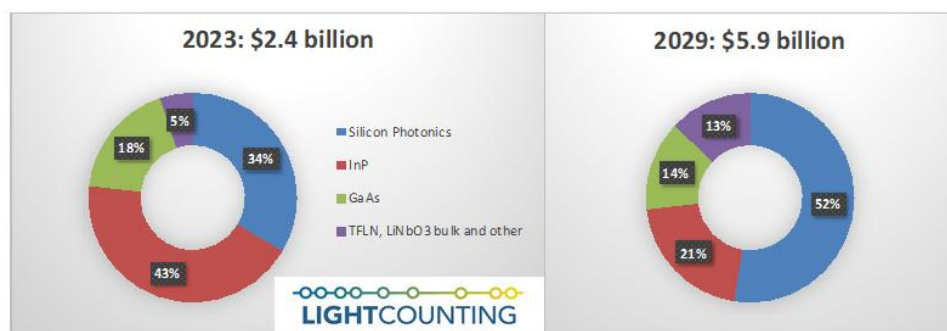 2023: $2.4 billion
5%
18%
34%
43%
Silicon Photonics
InP
GaAs
TFLN, LiNbO3 bulk and other
LIGHTCOUNTING
2029: $5.9 billion
13%
14%
52%
21%